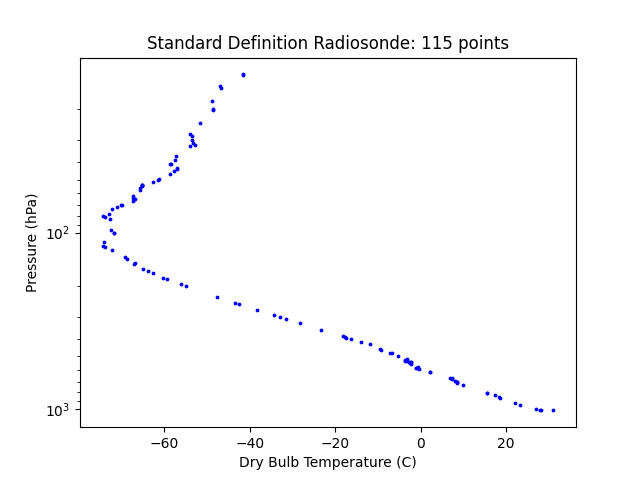 Standard Definition Radiosonde: 115 points
Pressure (hPa)
10²
10³
−60
−40
−20
0
20
Dry Bulb Temperature (C)